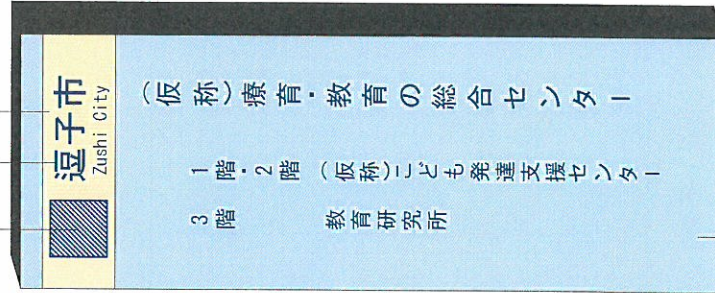 逗子市
Zushi City
(仮称)療育・教育の総合センター
1階・2階 (仮称)こども発達支援センター
3階 教育研究所